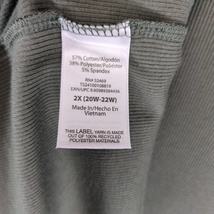 57% Cotton/Algodón
38% Polyester/Poliéster
5% Spandex
RN# 52469
2X (20W-22W)
Made in/Hecho En
Vietnam
THIS LABEL YARN IS MADE
OUT OF 100% RECYCLED
POLYESTER MATERIALS